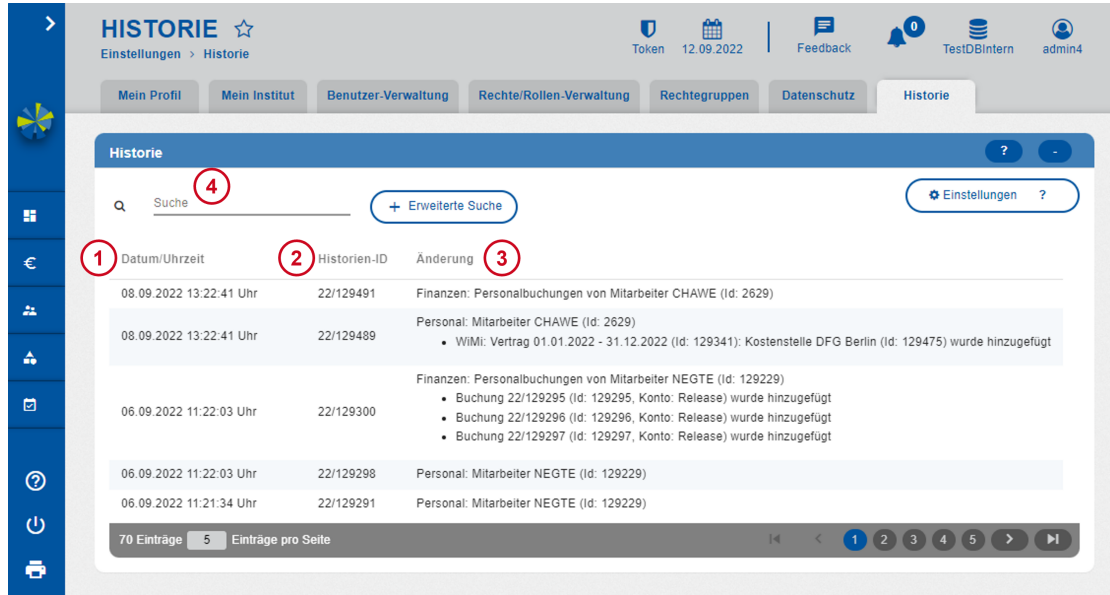 HISTORIE
Einstellungen > Historie
Token
12.09.2022
Feedback
0
TestDBIntern
admin4
Mein Profil
Mein Institut
Benutzer-Verwaltung
Rechte/Rollen-Verwaltung
Rechtegruppen
Datenschutz
Historie
Historie
?
-
4
Suche
+ Erweiterte Suche
Einstellungen ?
1 Datum/Uhrzeit
2 Historien-ID
Änderung 3
08.09.2022 13:22:41 Uhr 22/129491 Finanzen: Personalbuchungen von Mitarbeiter CHAWE (Id: 2629)
Personal: Mitarbeiter CHAWE (Id: 2629)
08.09.2022 13:22:41 Uhr 22/129489
• WiMi: Vertrag 01.01.2022 - 31.12.2022 (Id: 129341): Kostenstelle DFG Berlin (Id: 129475) wurde hinzugefügt
Finanzen: Personalbuchungen von Mitarbeiter NEGTE (Id: 129229)
• Buchung 22/129295 (Id: 129295, Konto: Release) wurde hinzugefügt
06.09.2022 11:22:03 Uhr 22/129300
• Buchung 22/129296 (Id: 129296, Konto: Release) wurde hinzugefügt
• Buchung 22/129297 (Id: 129297, Konto: Release) wurde hinzugefügt
06.09.2022 11:22:03 Uhr 22/129298 Personal: Mitarbeiter NEGTE (Id: 129229)
06.09.2022 11:21:34 Uhr 22/129291 Personal: Mitarbeiter NEGTE (Id: 129229)
70 Einträge 5 Einträge pro Seite
1 2 3 4 5